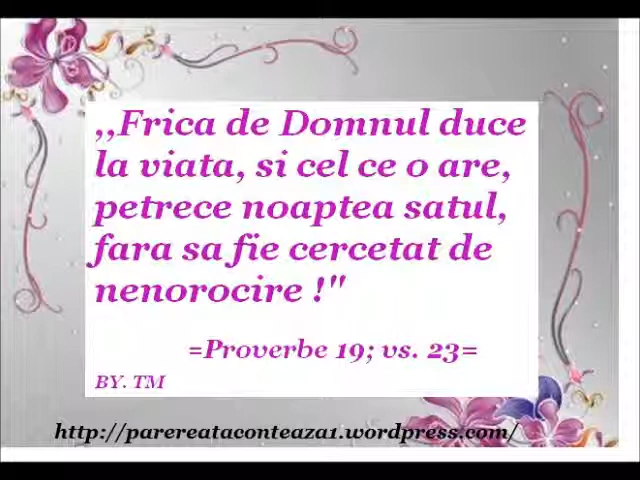 ,,Frica de Domnul duce
la viata, si cel ce o are,
petrece noaptea satul,
fara sa fie cercetat de
nenorocire !"
=Proverbe 19; vs. 23=
BY. TM
http://parereataconteaza1.wordpress.com/